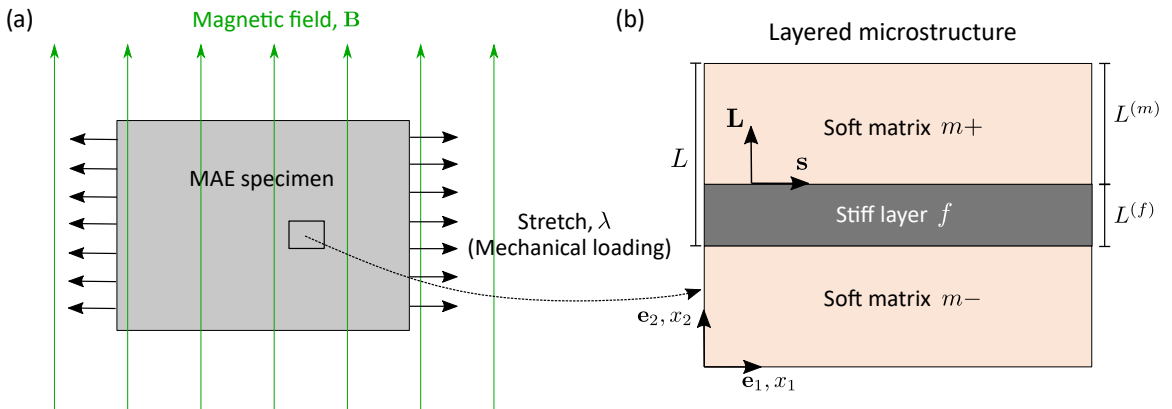 (a)
Magnetic field, B
MAE specimen
Stretch, λ
(Mechanical loading)
(b)
Layered microstructure
Soft matrix m+
L^{(m)}
L
L
s
Stiff layer f
L^{(f)}
Soft matrix m−
e_2, x_2
e_1, x_1